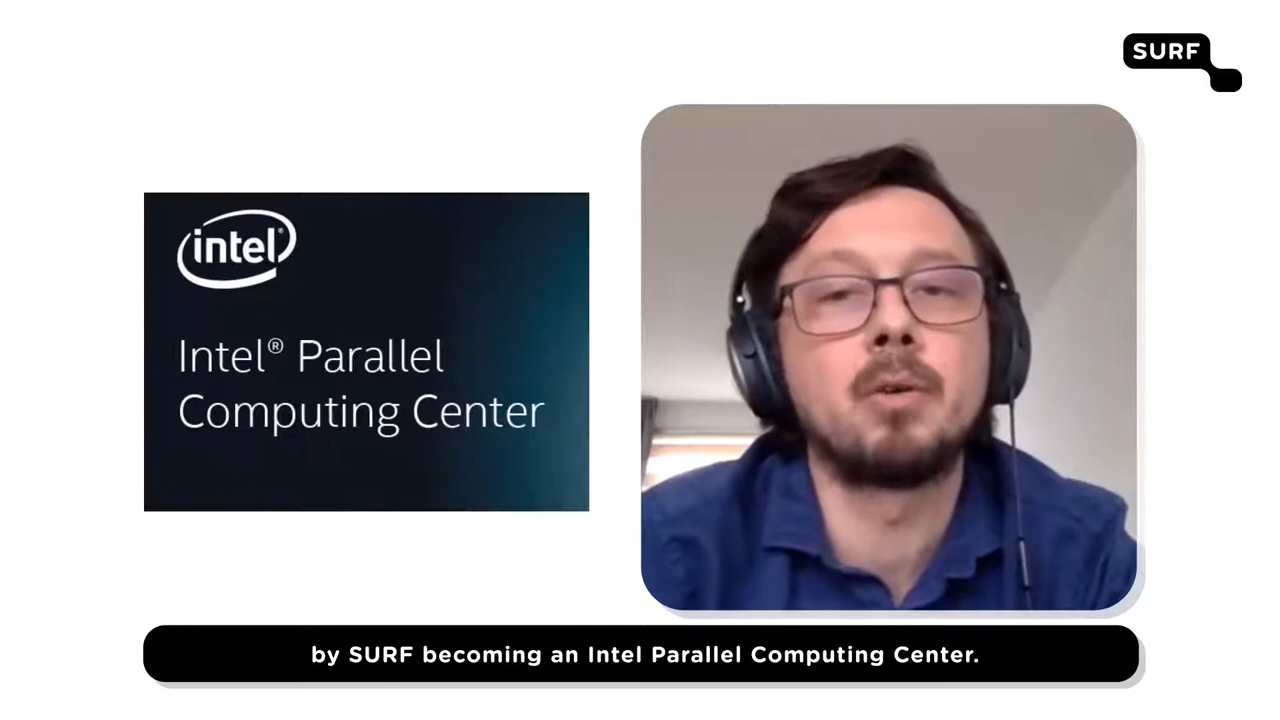 SURF
intel®
Intel® Parallel
Computing Center
by SURF becoming an Intel Parallel Computing Center.